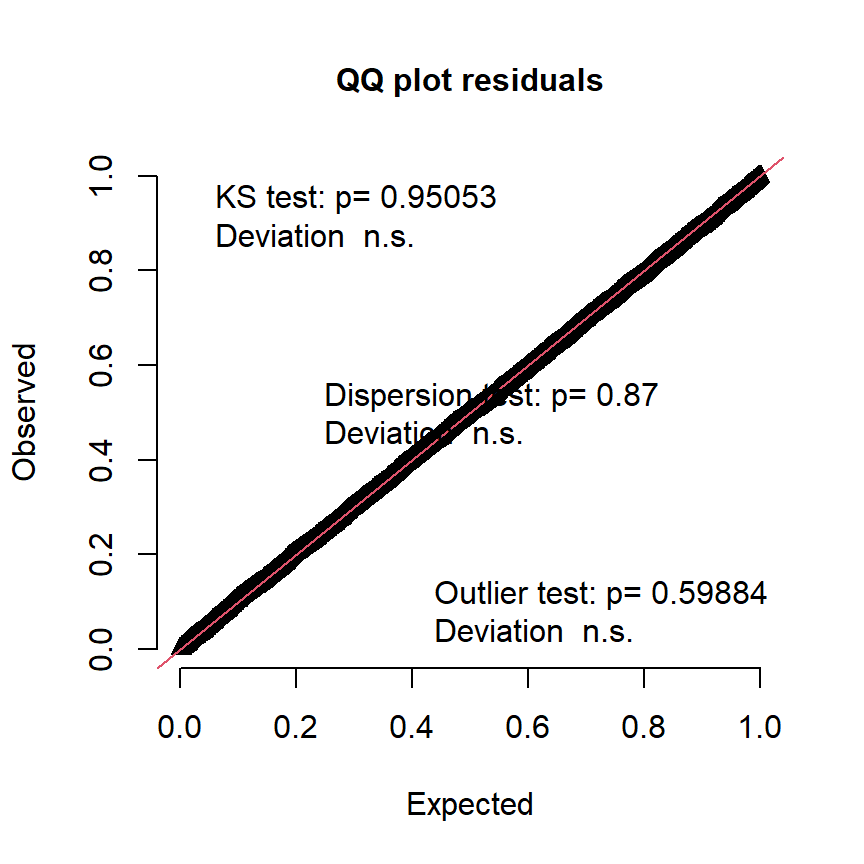 QQ plot residuals
KS test: p= 0.95053
Deviation n.s.
Dispersion test: p= 0.87
Deviation n.s.
Outlier test: p= 0.59884
Deviation n.s.
Observed
1.0
0.8
0.6
0.4
0.2
0.0
0.0 0.2 0.4 0.6 0.8 1.0
Expected